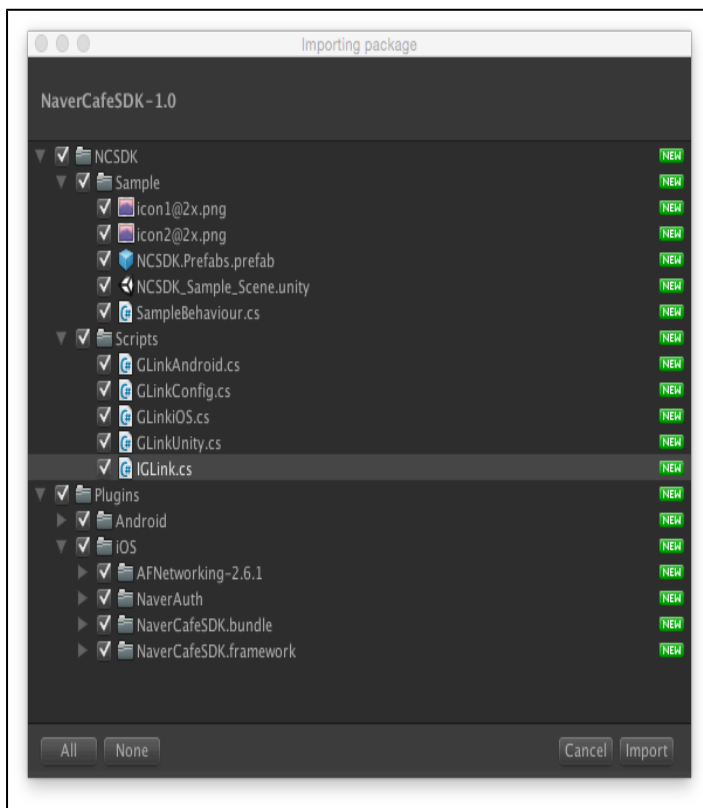 Importing package
NaverCafeSDK-1.0
NCSDK NEW
Sample NEW
icon1@2x.png NEW
icon2@2x.png NEW
NCSDK.Prefabs.prefab NEW
NCSDK_Sample_Scene.unity NEW
SampleBehaviour.cs NEW
Scripts NEW
GLinkAndroid.cs NEW
GLinkConfig.cs NEW
GLinkiOS.cs NEW
GLinkUnity.cs NEW
IGLink.cs NEW
Plugins NEW
Android NEW
iOS NEW
AFNetworking-2.6.1 NEW
NaverAuth NEW
NaverCafeSDK.bundle NEW
NaverCafeSDK.framework NEW
All None Cancel Import